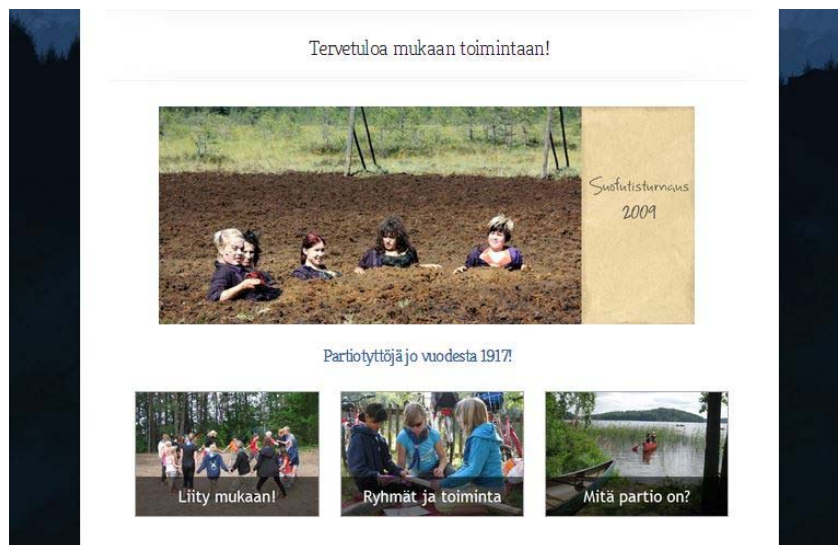 Tervetuloa mukaan toimintaan!
Suofutisturnaus
2009
Partiotyttöjä jo vuodesta 1917!
Liity mukaan!
Ryhmät ja toiminta
Mitä partio on?